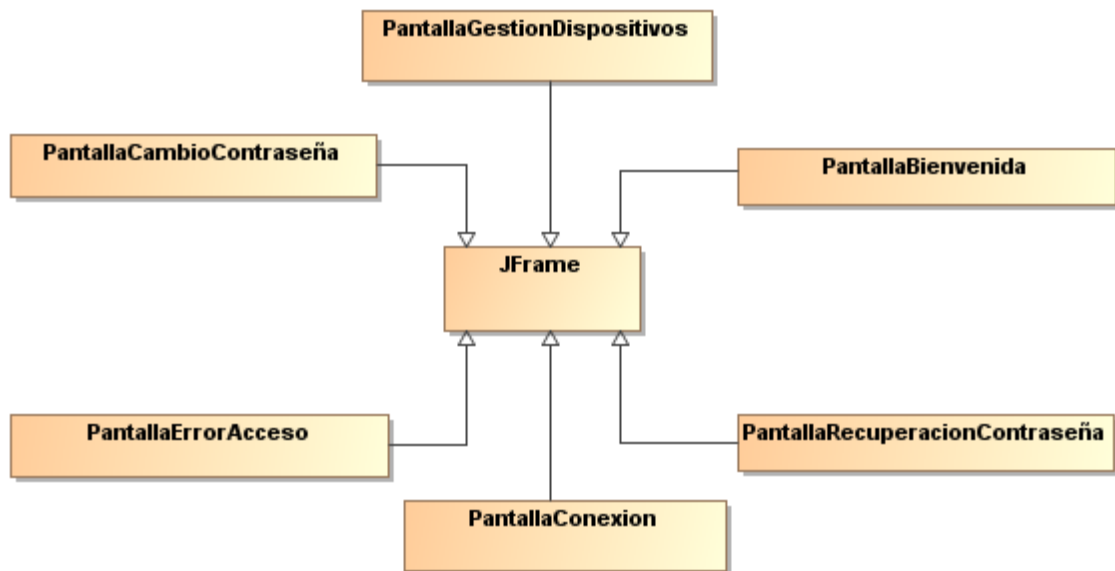 PantallaGestionDispositivos
PantallaCambioContraseña
PantallaBienvenida
JFrame
PantallaErrorAcceso
PantallaRecuperacionContraseña
PantallaConexion